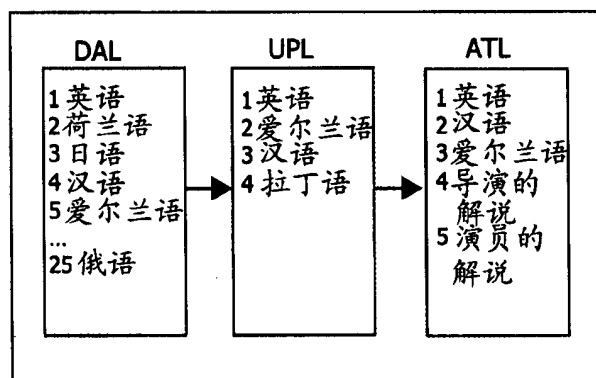 DAL
1 英语
2 荷兰语
3 日语
4 汉语
5 爱尔兰语
...
25 俄语
UPL
1 英语
2 爱尔兰语
3 汉语
4 拉丁语
ATL
1 英语
2 汉语
3 爱尔兰语
4 导演的
解说
5 演员的
解说